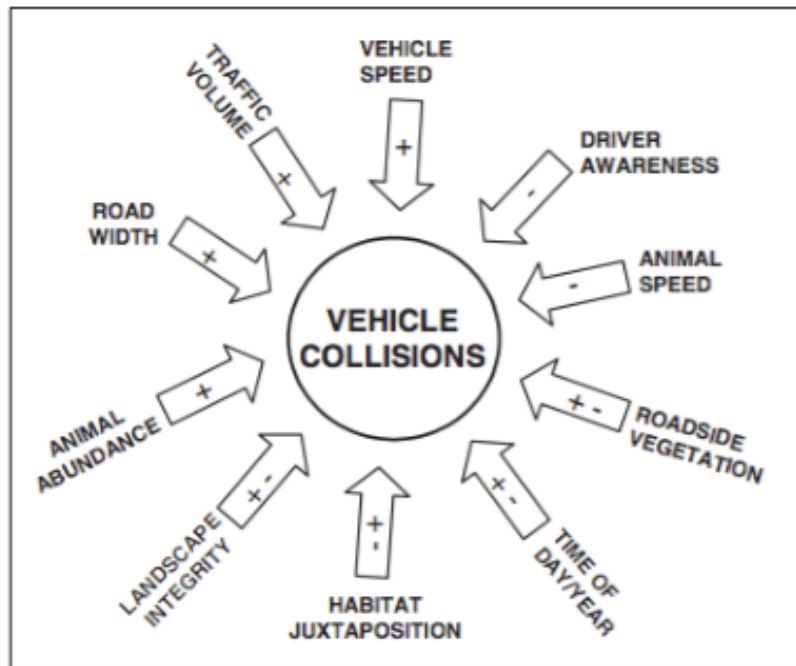 VEHICLE
SPEED
+
DRIVER
AWARENESS
-
ANIMAL
SPEED
-
ROADSIDE
VEGETATION
+ -
TIME OF
DAY/YEAR
+ -
HABITAT
JUXTAPOSITION
+ -
LANDSCAPE
INTEGRITY
+ -
ANIMAL
ABUNDANCE
+
ROAD
WIDTH
+
TRAFFIC
VOLUME
+
VEHICLE
COLLISIONS